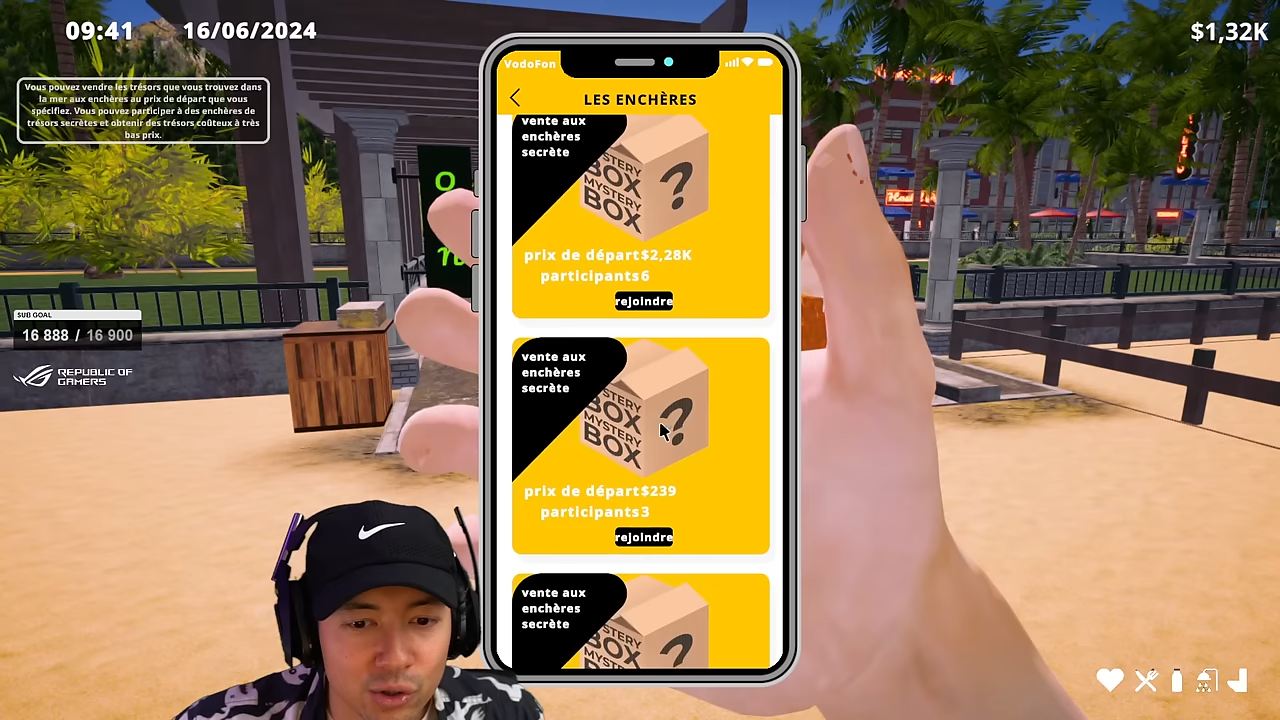 09:41
16/06/2024
$1,32K
Vous pouvez vendre les trésors que vous trouvez dans
la mer aux enchères au prix de départ que vous
spécifiez. Vous pouvez participer à des enchères de
trésors secrètes et obtenir des trésors coûteux à très
bas prix.
VodoFon
LES ENCHÈRES
vente aux
enchères
secrète
MYSTERY
BOX
MYSTERY
BOX
?
prix de départ$2,28K
participants6
rejoindre
vente aux
enchères
secrète
MYSTERY
BOX
MYSTERY
BOX
?
prix de départ$239
participants3
rejoindre
vente aux
enchères
secrète
MYSTERY
BOX
?
SUB GOAL
16 888 / 16 900
REPUBLIC OF
GAMERS